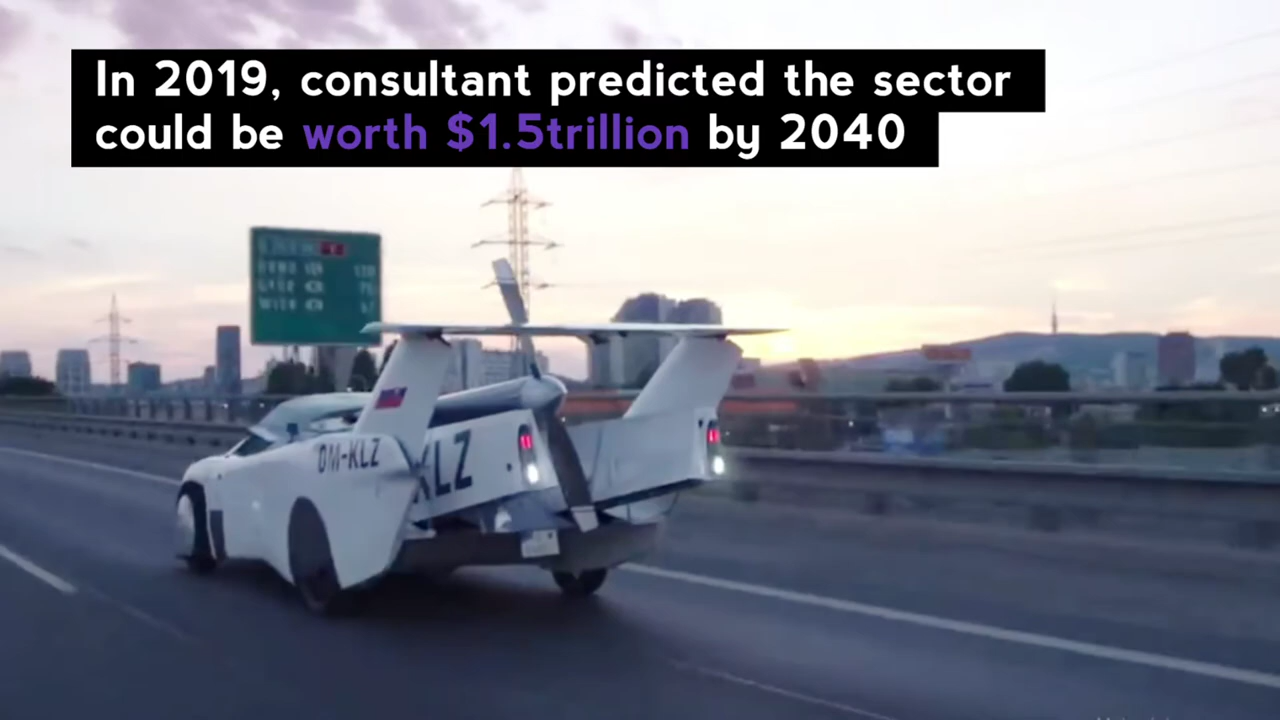 In 2019, consultant predicted the sector
could be worth $1.5trillion by 2040
OM-KLZ
KLZ